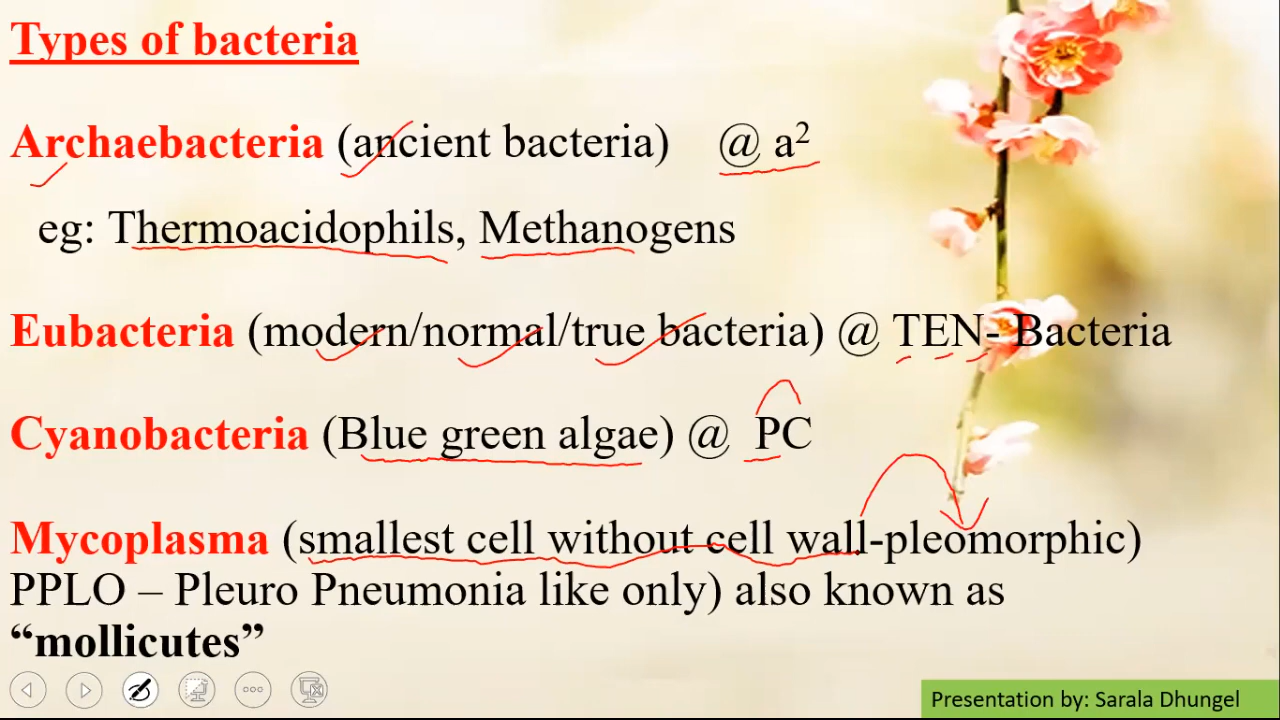 Types of bacteria
Archaebacteria (ancient bacteria) @ a²
eg: Thermoacidophils, Methanogens
Eubacteria (modern/normal/true bacteria) @ TEN- Bacteria
Cyanobacteria (Blue green algae) @ PC
Mycoplasma (smallest cell without cell wall-pleomorphic)
PPLO – Pleuro Pneumonia like only) also known as
“mollicutes”
Presentation by: Sarala Dhungel